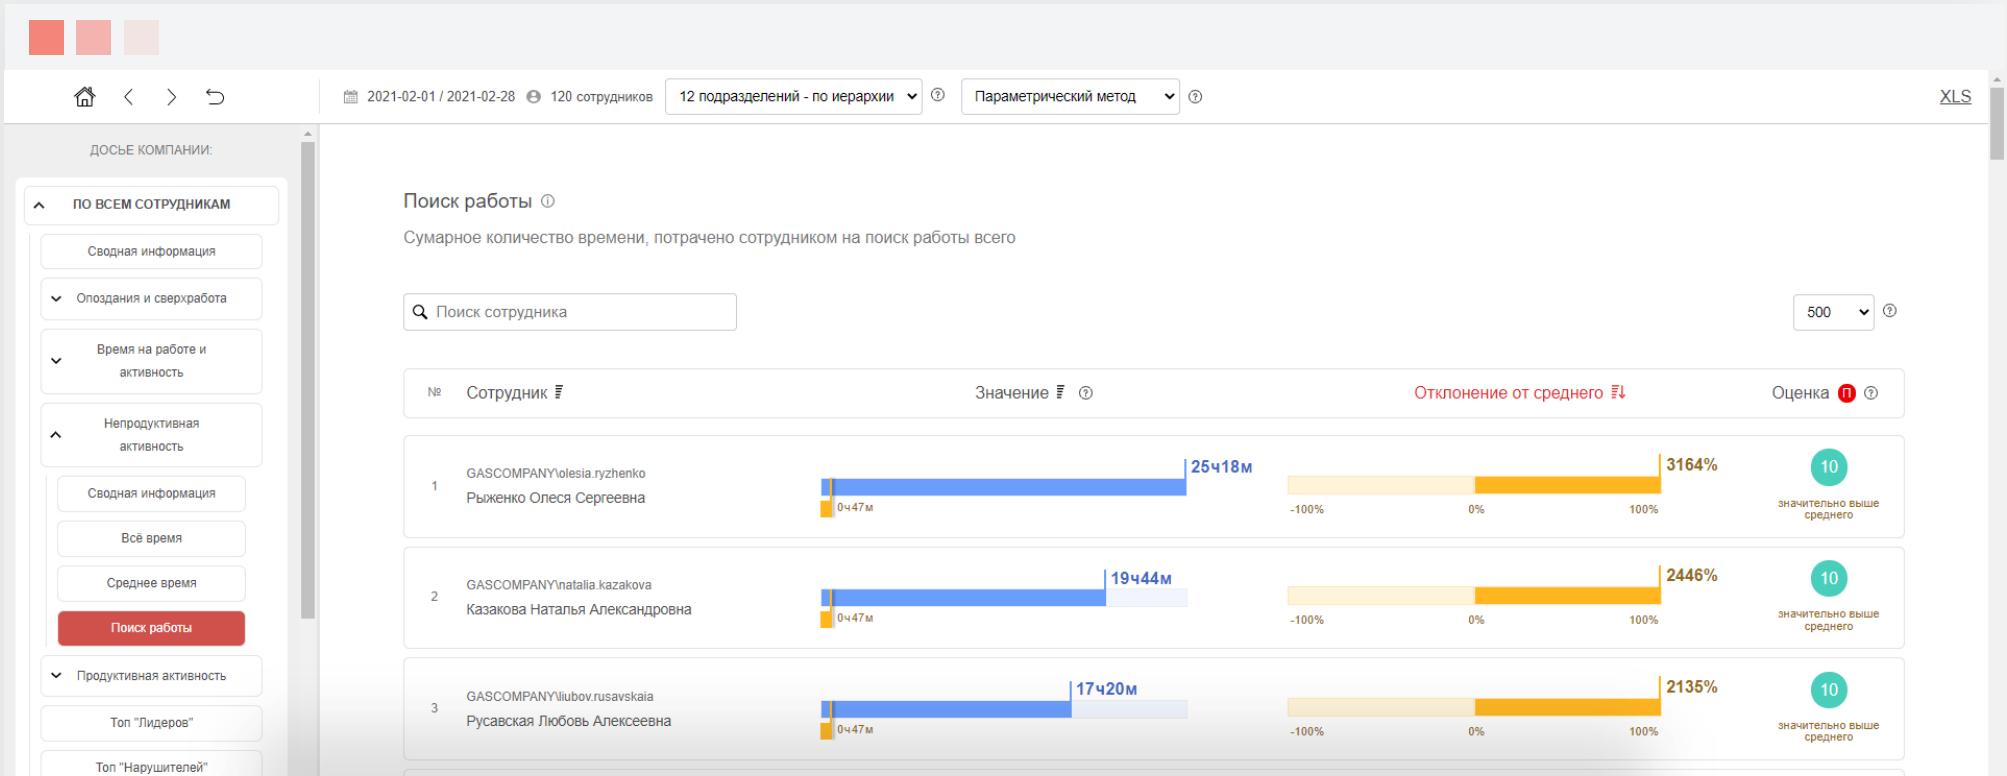 2021-02-01 / 2021-02-28 120 сотрудников 12 подразделений - по иерархии Параметрический метод XLS
ДОСЬЕ КОМПАНИИ:
ПО ВСЕМ СОТРУДНИКАМ
Сводная информация
Опоздания и сверхработа
Время на работе и
активность
Непродуктивная
активность
Сводная информация
Всё время
Среднее время
Поиск работы
Продуктивная активность
Топ "Лидеров"
Топ "Нарушителей"
Поиск работы
Сумарное количество времени, потрачено сотрудником на поиск работы всего
Поиск сотрудника
500
№ Сотрудник Значение Отклонение от среднего Оценка П
1
GASCOMPANY\olesia.ryzhenko
Рыженко Олеся Сергеевна
25ч18м
0ч47м
3164%
-100% 0% 100%
10
значительно выше
среднего
2
GASCOMPANY\natalia.kazakova
Казакова Наталья Александровна
19ч44м
0ч47м
2446%
-100% 0% 100%
10
значительно выше
среднего
3
GASCOMPANY\liubov.rusavskaia
Русавская Любовь Алексеевна
17ч20м
0ч47м
2135%
-100% 0% 100%
10
значительно выше
среднего